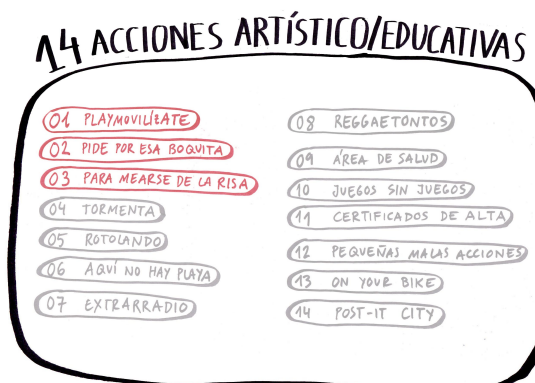 14 ACCIONES ARTÍSTICO/EDUCATIVAS
01 PLAYMOVILÍZATE
02 PIDE POR ESA BOQUITA
03 PARA MEARSE DE LA RISA
04 TORMENTA
05 ROTOLANDO
06 AQUÍ NO HAY PLAYA
07 EXTRARRADIO
08 REGGAETONTOS
09 ÁREA DE SALUD
10 JUEGOS SIN JUEGOS
11 CERTIFICADOS DE ALTA
12 PEQUEÑAS MALAS ACCIONES
13 ON YOUR BIKE
14 POST-IT CITY